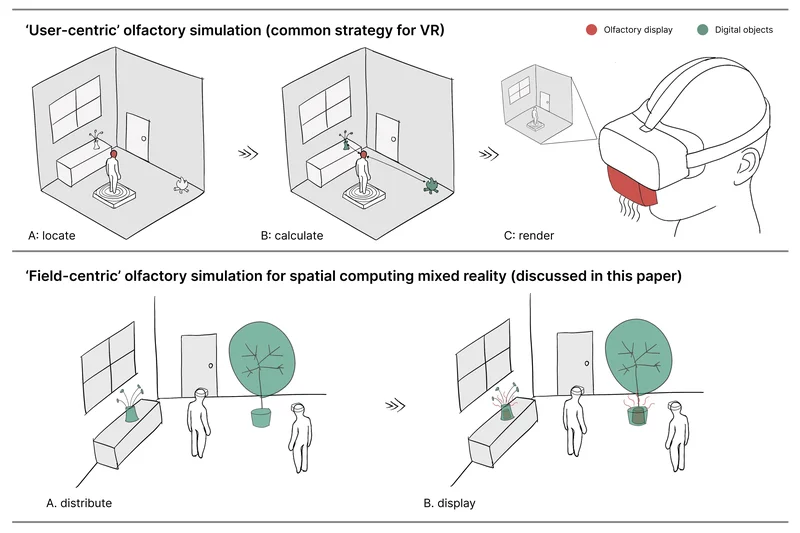 ‘User-centric’ olfactory simulation (common strategy for VR)
Olfactory display
Digital objects
A: locate
B: calculate
C: render
‘Field-centric’ olfactory simulation for spatial computing mixed reality (discussed in this paper)
A. distribute
B. display